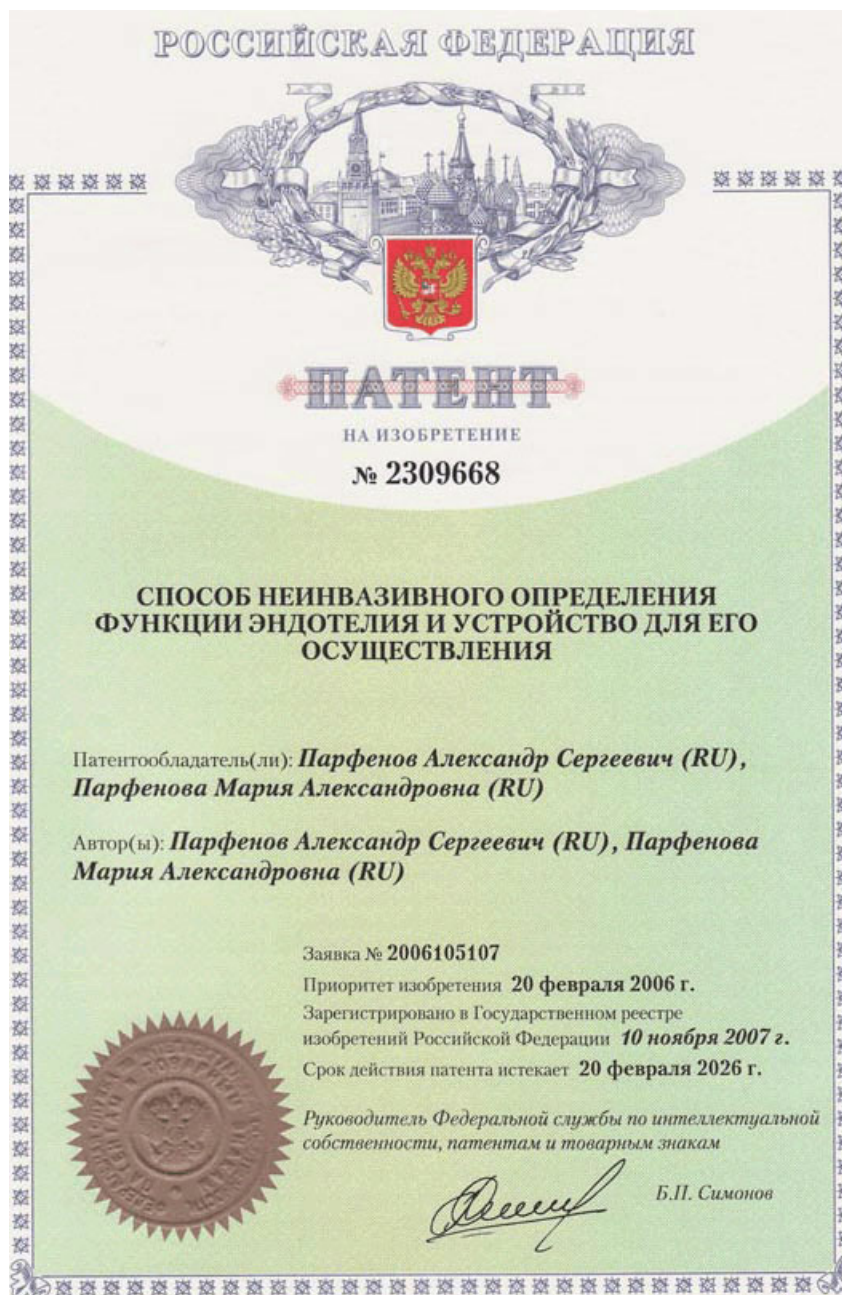 РОССИЙСКАЯ ФЕДЕРАЦИЯ
ПАТЕНТ
НА ИЗОБРЕТЕНИЕ
№ 2309668
СПОСОБ НЕИНВАЗИВНОГО ОПРЕДЕЛЕНИЯ
ФУНКЦИИ ЭНДОТЕЛИЯ И УСТРОЙСТВО ДЛЯ ЕГО
ОСУЩЕСТВЛЕНИЯ
Патентообладатель(ли): Парфенов Александр Сергеевич (RU),
Парфенова Мария Александровна (RU)
Автор(ы): Парфенов Александр Сергеевич (RU), Парфенова
Мария Александровна (RU)
Заявка № 2006105107
Приоритет изобретения 20 февраля 2006 г.
Зарегистрировано в Государственном реестре
изобретений Российской Федерации 10 ноября 2007 г.
Срок действия патента истекает 20 февраля 2026 г.
Руководитель Федеральной службы по интеллектуальной
собственности, патентам и товарным знакам
Б.П. Симонов